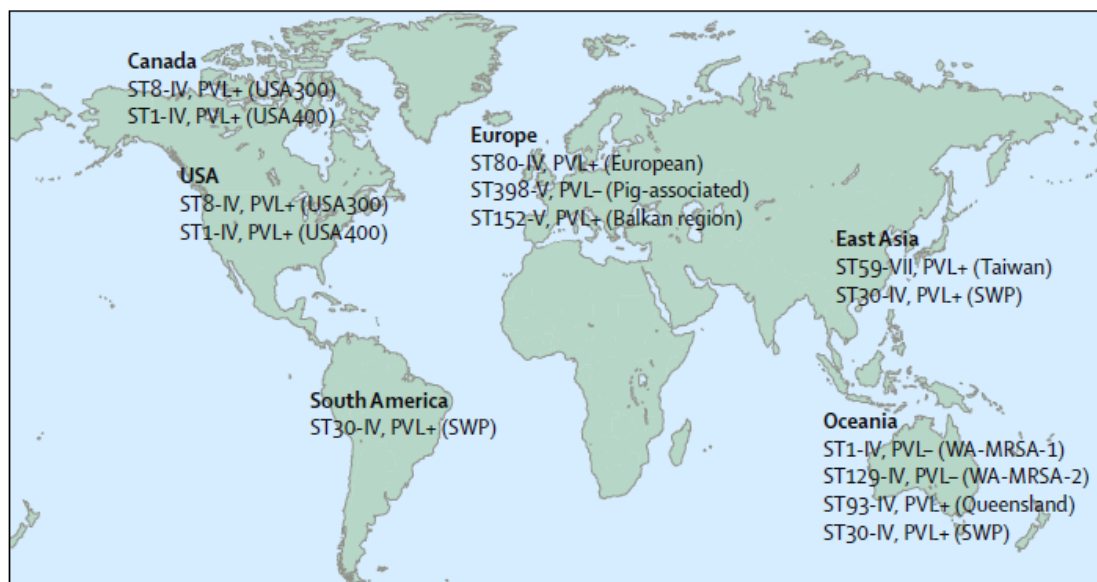 Canada
ST8-IV, PVL+ (USA300)
ST1-IV, PVL+ (USA400)
USA
ST8-IV, PVL+ (USA300)
ST1-IV, PVL+ (USA400)
Europe
ST80-IV, PVL+ (European)
ST398-V, PVL– (Pig-associated)
ST152-V, PVL+ (Balkan region)
East Asia
ST59-VII, PVL+ (Taiwan)
ST30-IV, PVL+ (SWP)
South America
ST30-IV, PVL+ (SWP)
Oceania
ST1-IV, PVL– (WA-MRSA-1)
ST129-IV, PVL– (WA-MRSA-2)
ST93-IV, PVL+ (Queensland)
ST30-IV, PVL+ (SWP)